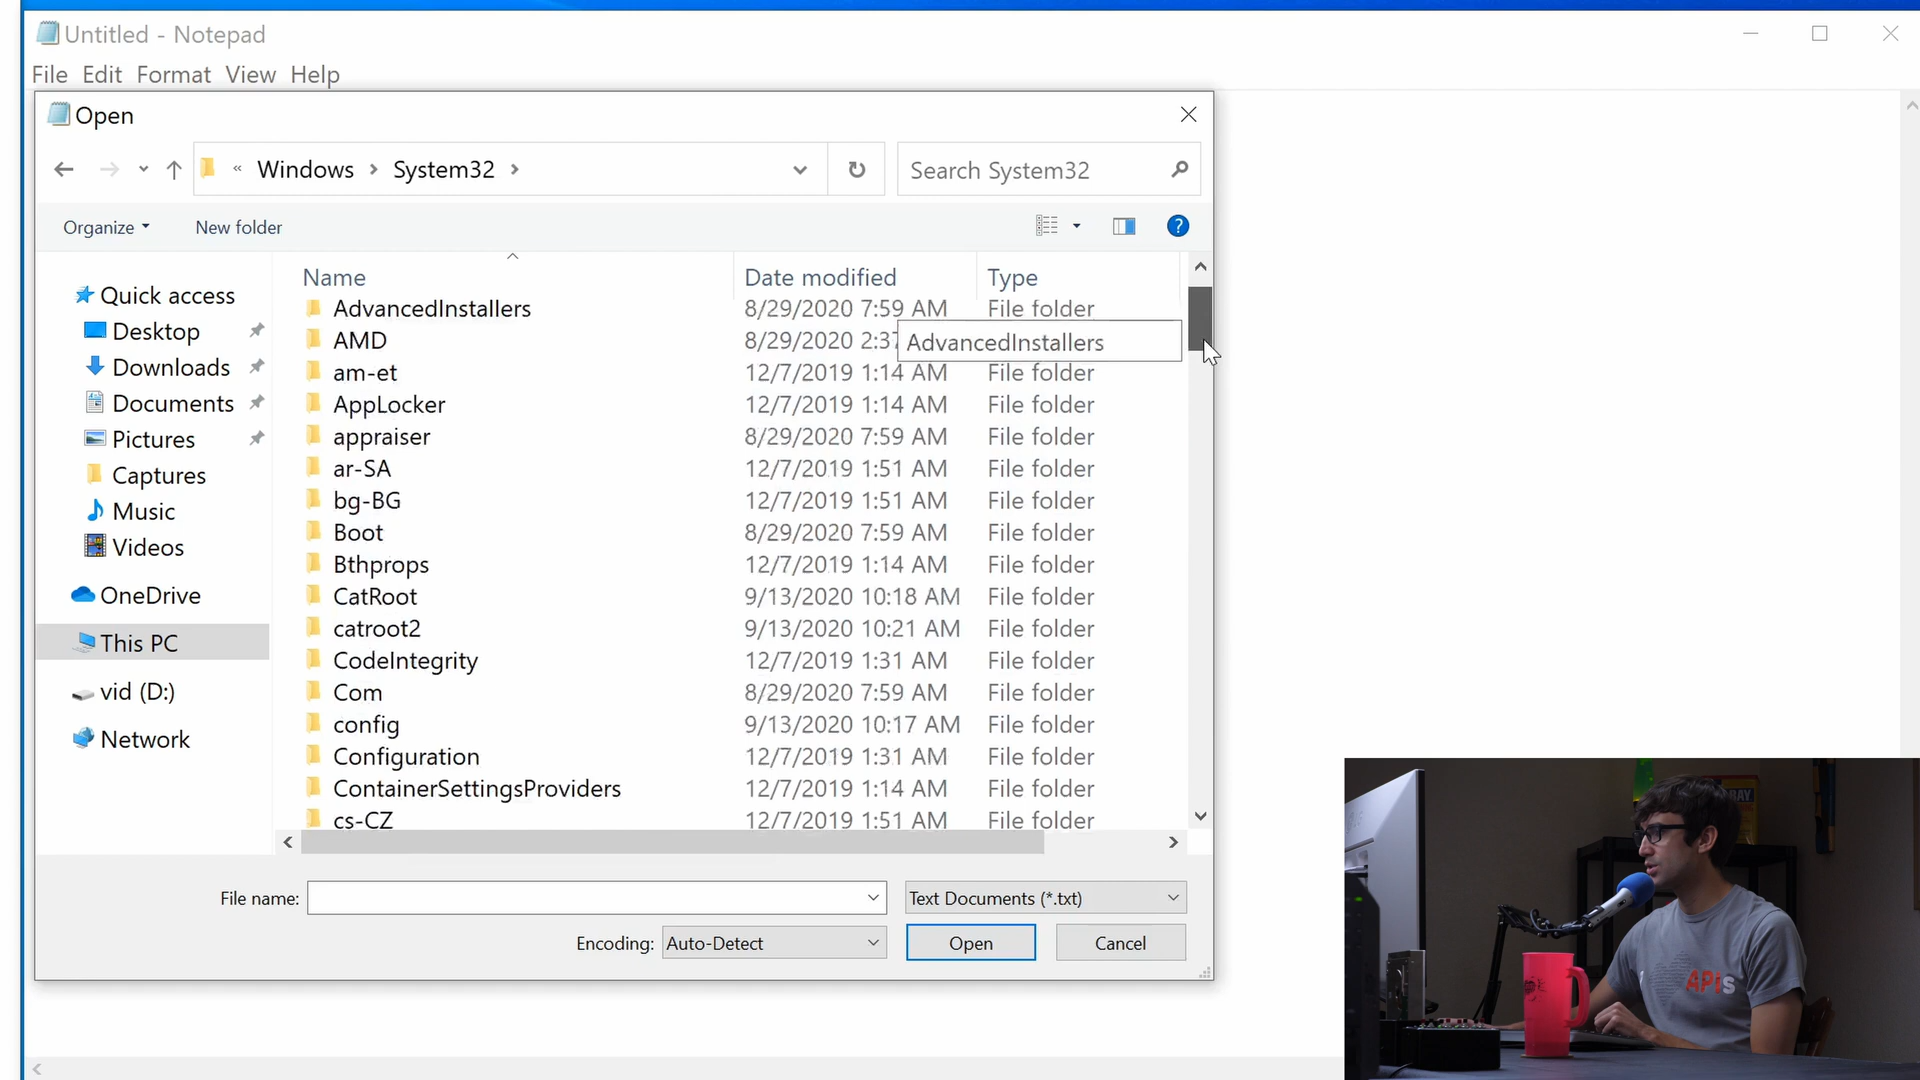 Untitled - Notepad
File Edit Format View Help
Open
« Windows > System32 >
Search System32
Organize
New folder
?
Name Date modified Type
AdvancedInstallers 8/29/2020 7:59 AM File folder
AMD 8/29/2020 2:37
AdvancedInstallers
am-et 12/7/2019 1:14 AM File folder
AppLocker 12/7/2019 1:14 AM File folder
appraiser 8/29/2020 7:59 AM File folder
ar-SA 12/7/2019 1:51 AM File folder
bg-BG 12/7/2019 1:51 AM File folder
Boot 8/29/2020 7:59 AM File folder
Bthprops 12/7/2019 1:14 AM File folder
CatRoot 9/13/2020 10:18 AM File folder
catroot2 9/13/2020 10:21 AM File folder
CodeIntegrity 12/7/2019 1:31 AM File folder
Com 8/29/2020 7:59 AM File folder
config 9/13/2020 10:17 AM File folder
Configuration 12/7/2019 1:31 AM File folder
ContainerSettingsProviders 12/7/2019 1:14 AM File folder
cs-CZ 12/7/2019 1:51 AM File folder
Quick access
Desktop
Downloads
Documents
Pictures
Captures
Music
Videos
OneDrive
This PC
vid (D:)
Network
File name:
Text Documents (*.txt)
Encoding: Auto-Detect
Open
Cancel
APIs